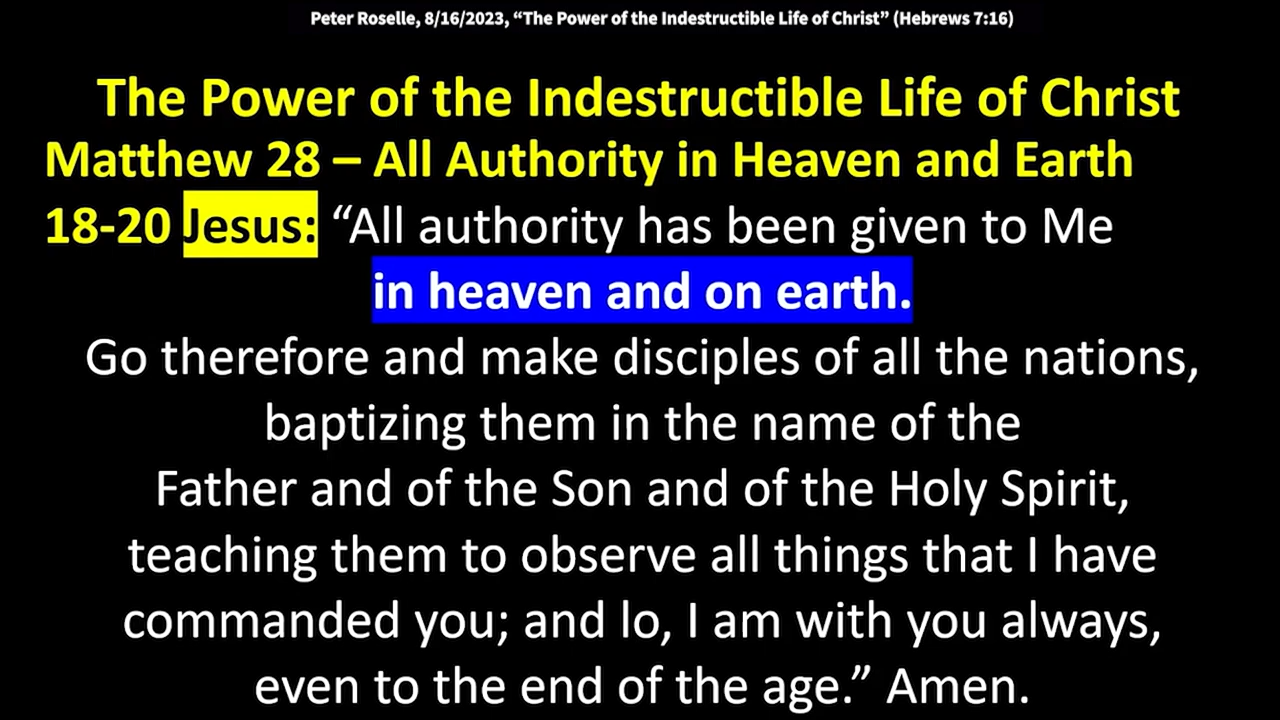 Peter Roselle, 8/16/2023, “The Power of the Indestructible Life of Christ” (Hebrews 7:16)
The Power of the Indestructible Life of Christ
Matthew 28 – All Authority in Heaven and Earth
18-20 Jesus: “All authority has been given to Me
in heaven and on earth.
Go therefore and make disciples of all the nations,
baptizing them in the name of the
Father and of the Son and of the Holy Spirit,
teaching them to observe all things that I have
commanded you; and lo, I am with you always,
even to the end of the age.” Amen.